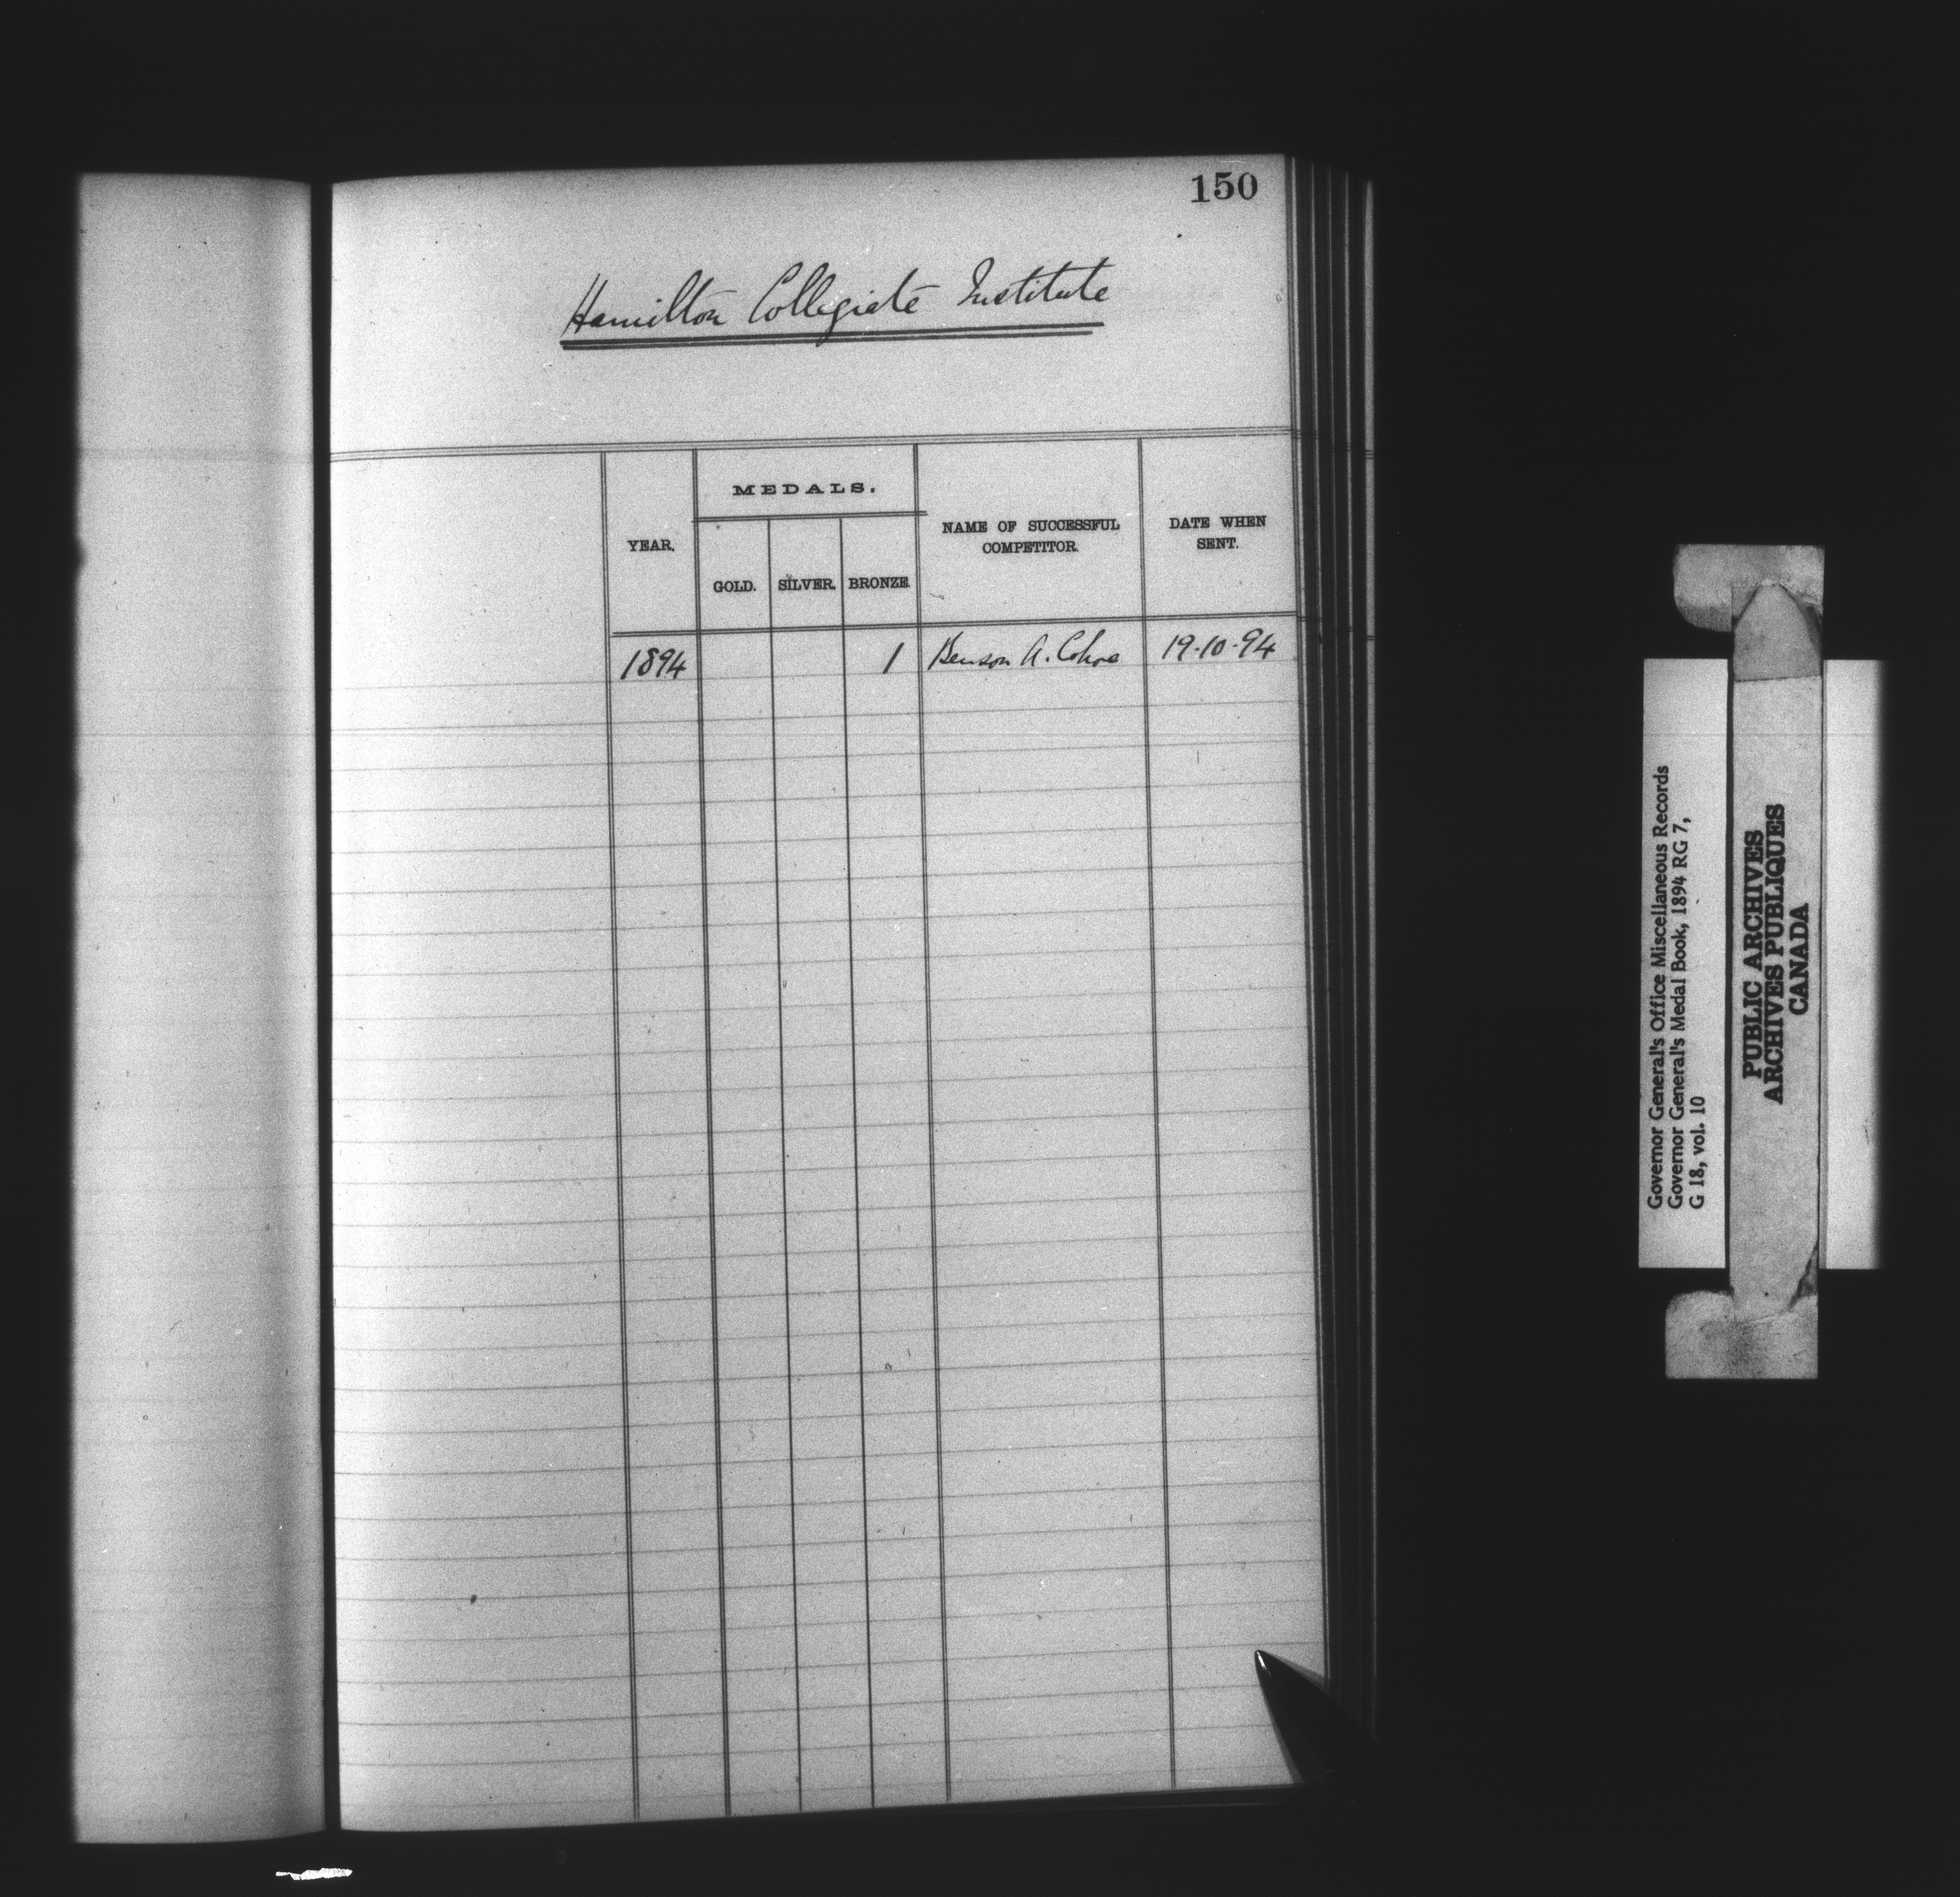 150
Hamilton Collegiate Institute
YEAR.
MEDALS.
GOLD. SILVER. BRONZE.
NAME OF SUCCESSFUL
COMPETITOR.
DATE WHEN
SENT.
1894 1 Benson A. Cohoe 19·10·94
Governor General's Office Miscellaneous Records
Governor General's Medal Book, 1894 RG 7,
G 18, vol. 10
PUBLIC ARCHIVES
ARCHIVES PUBLIQUES
CANADA